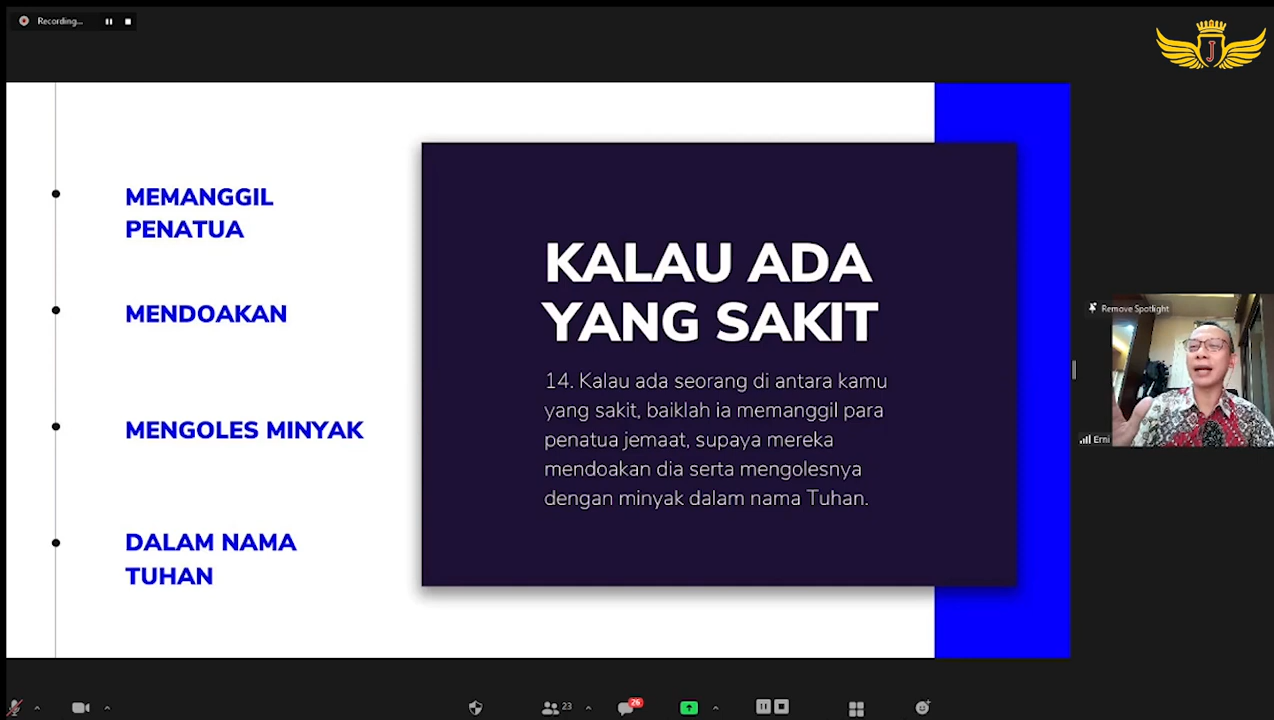 Recording...
J
MEMANGGIL
PENATUA
MENDOAKAN
MENGOLES MINYAK
DALAM NAMA
TUHAN
KALAU ADA
YANG SAKIT
14. Kalau ada seorang di antara kamu
yang sakit, baiklah ia memanggil para
penatua jemaat, supaya mereka
mendoakan dia serta mengolesnya
dengan minyak dalam nama Tuhan.
Remove Spotlight
Erni
23
26